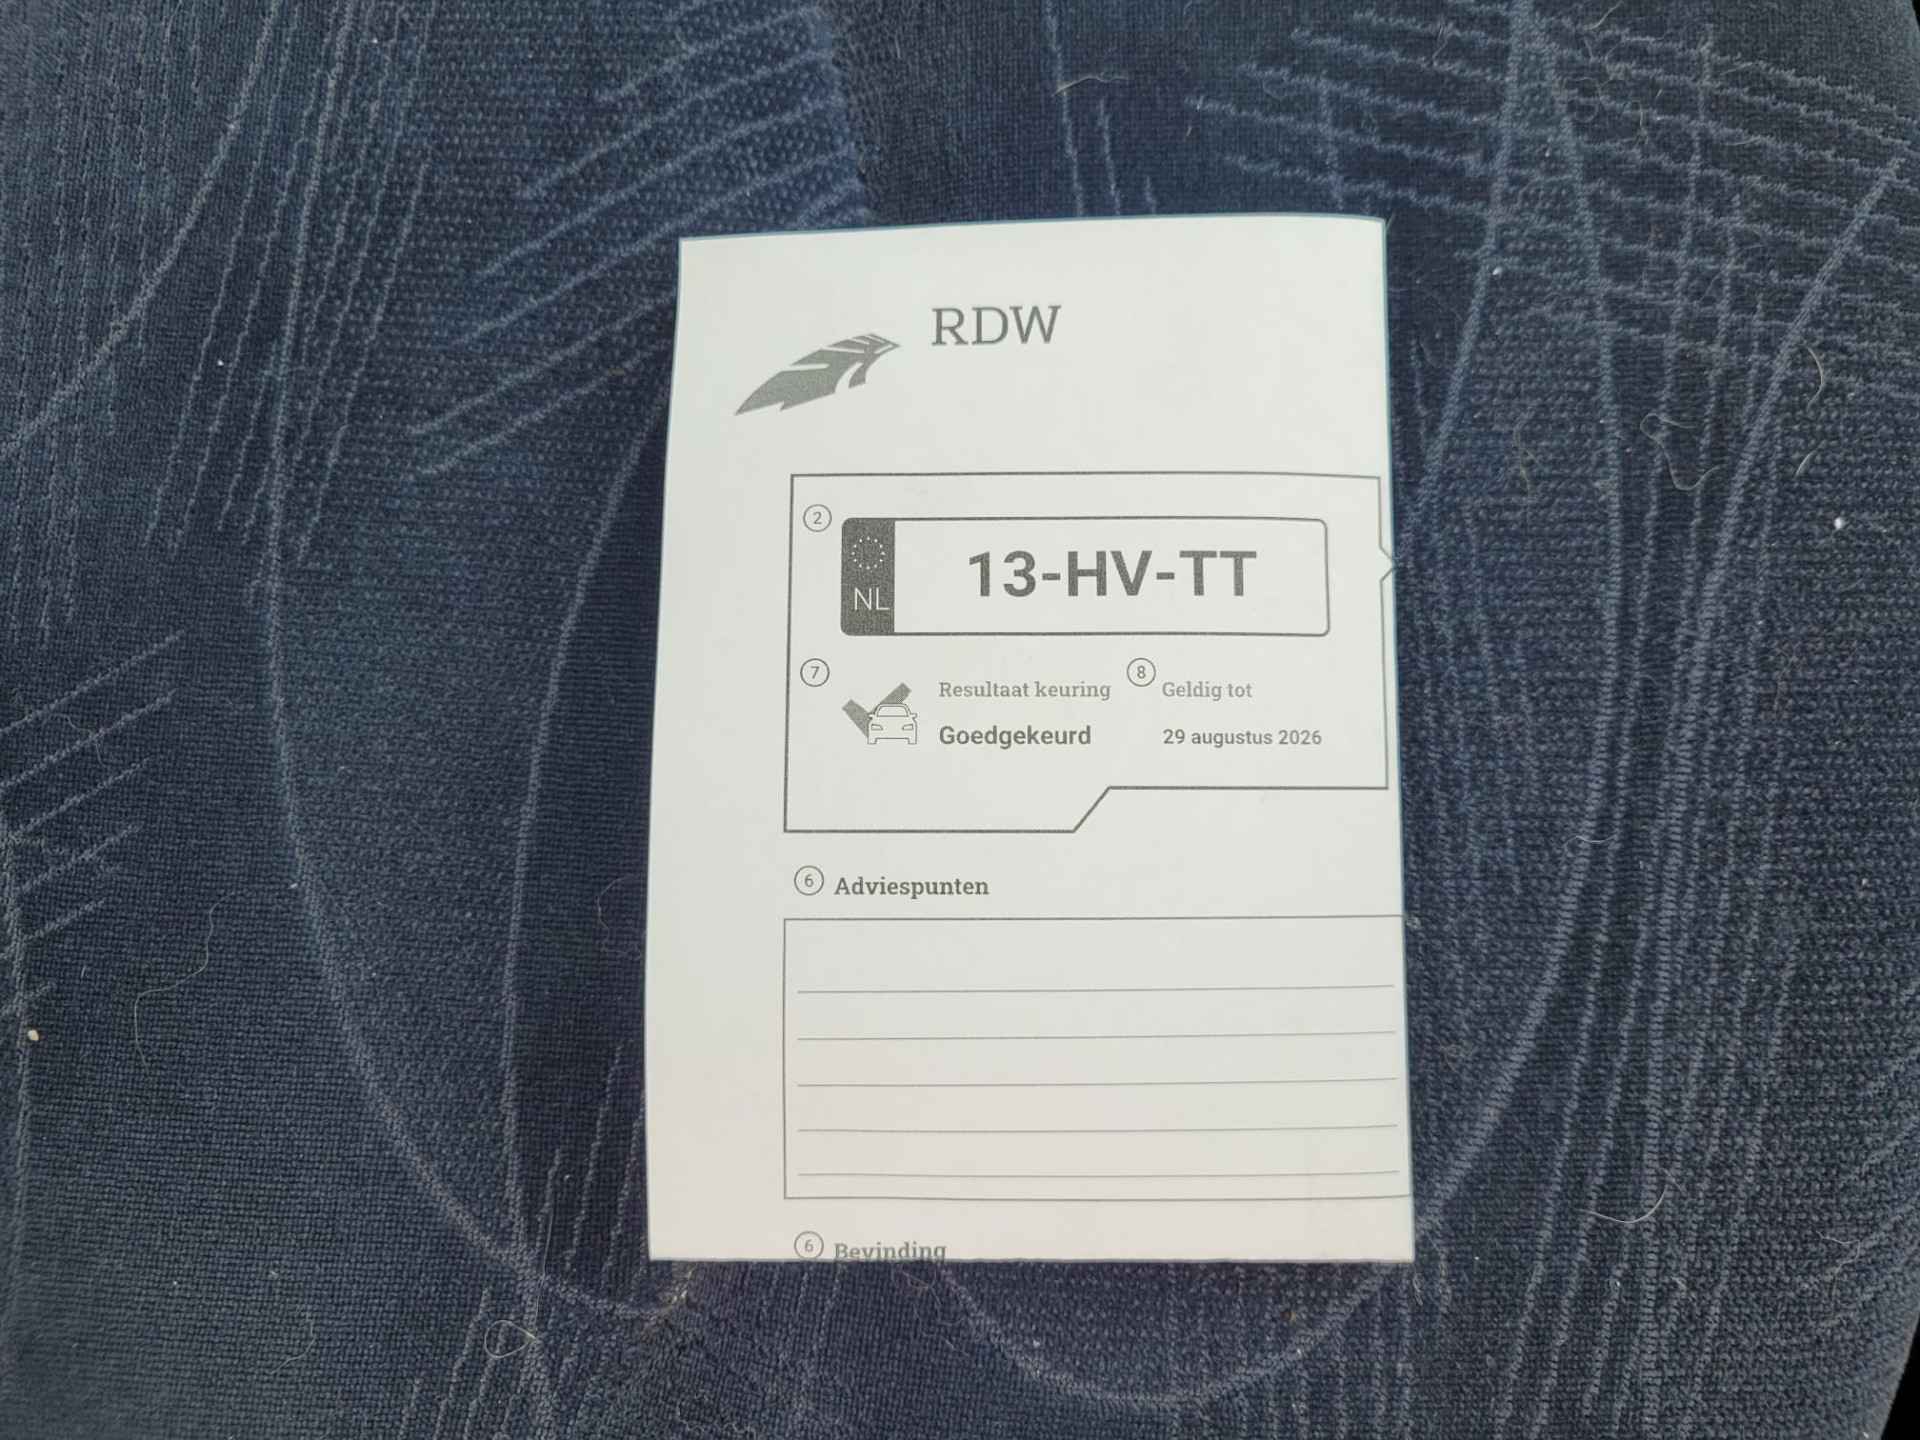 RDW
2
NL
13-HV-TT
7 Resultaat keuring 8 Geldig tot
Goedgekeurd 29 augustus 2026
6 Adviespunten
6 Bevinding